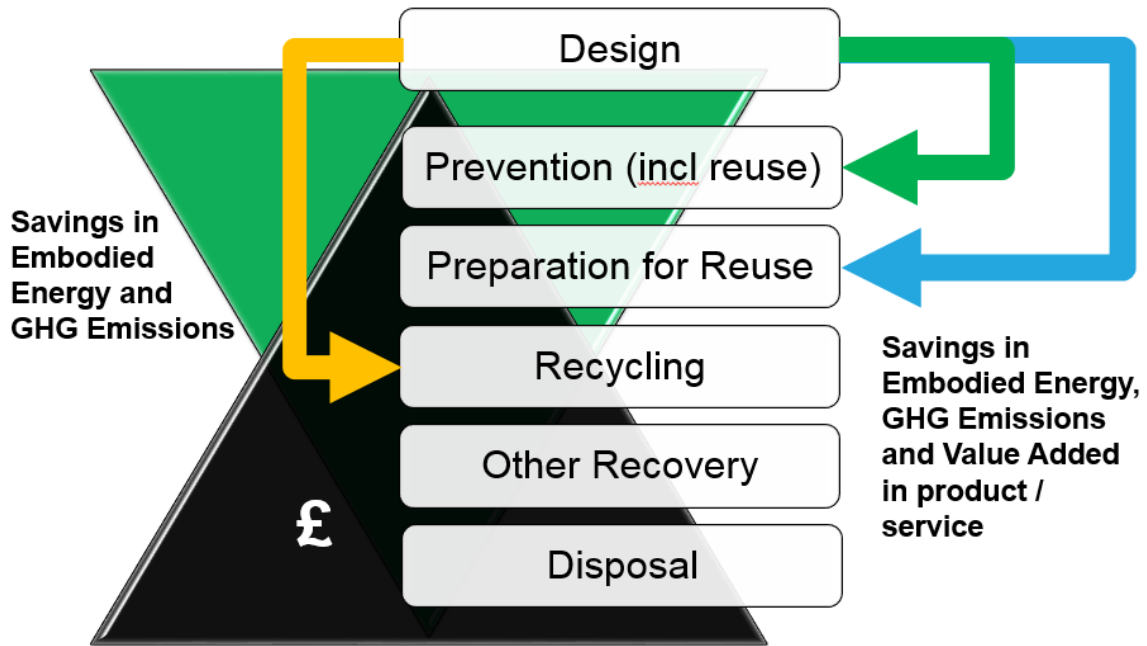 Design
Prevention (incl reuse)
Preparation for Reuse
Recycling
Other Recovery
Disposal
Savings in
Embodied
Energy and
GHG Emissions
£
Savings in
Embodied Energy,
GHG Emissions
and Value Added
in product /
service